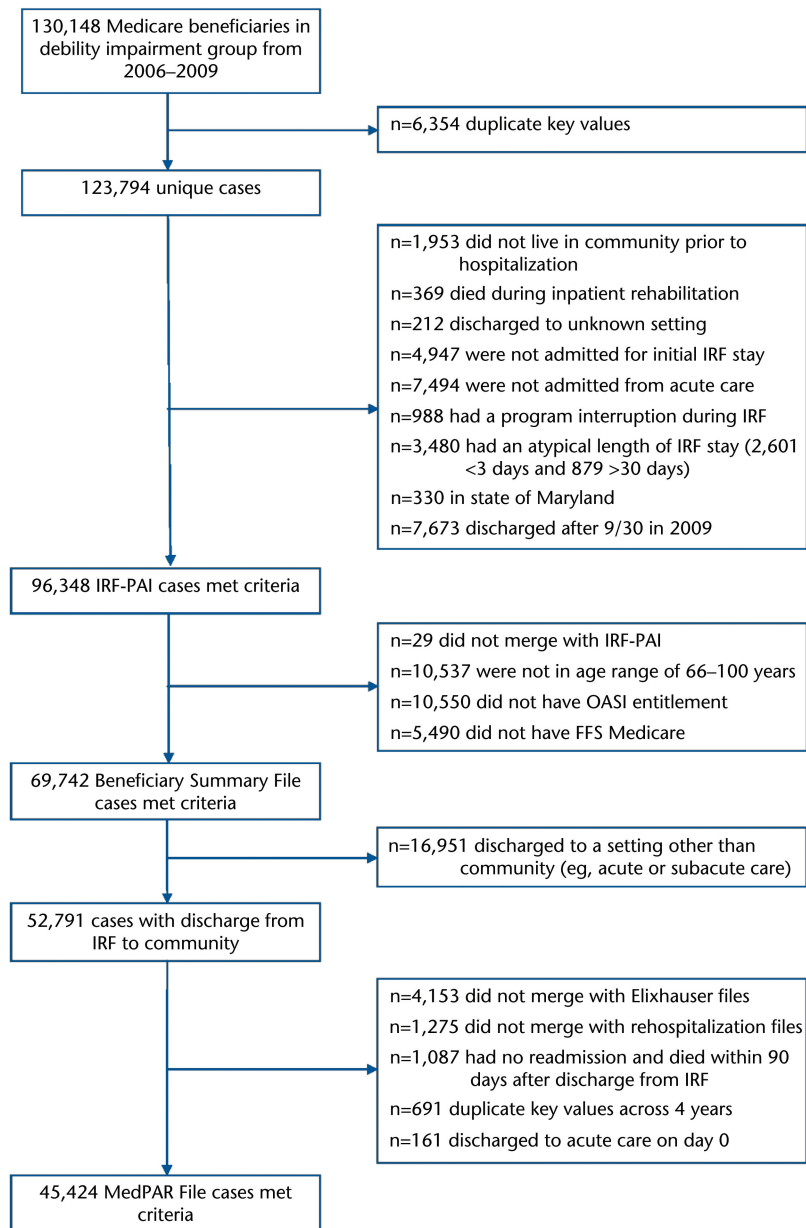 130,148 Medicare beneficiaries in
debility impairment group from
2006–2009
n=6,354 duplicate key values
123,794 unique cases
n=1,953 did not live in community prior to
hospitalization
n=369 died during inpatient rehabilitation
n=212 discharged to unknown setting
n=4,947 were not admitted for initial IRF stay
n=7,494 were not admitted from acute care
n=988 had a program interruption during IRF
n=3,480 had an atypical length of IRF stay (2,601
<3 days and 879 >30 days)
n=330 in state of Maryland
n=7,673 discharged after 9/30 in 2009
96,348 IRF-PAI cases met criteria
n=29 did not merge with IRF-PAI
n=10,537 were not in age range of 66–100 years
n=10,550 did not have OASI entitlement
n=5,490 did not have FFS Medicare
69,742 Beneficiary Summary File
cases met criteria
n=16,951 discharged to a setting other than
community (eg, acute or subacute care)
52,791 cases with discharge from
IRF to community
n=4,153 did not merge with Elixhauser files
n=1,275 did not merge with rehospitalization files
n=1,087 had no readmission and died within 90
days after discharge from IRF
n=691 duplicate key values across 4 years
n=161 discharged to acute care on day 0
45,424 MedPAR File cases met
criteria